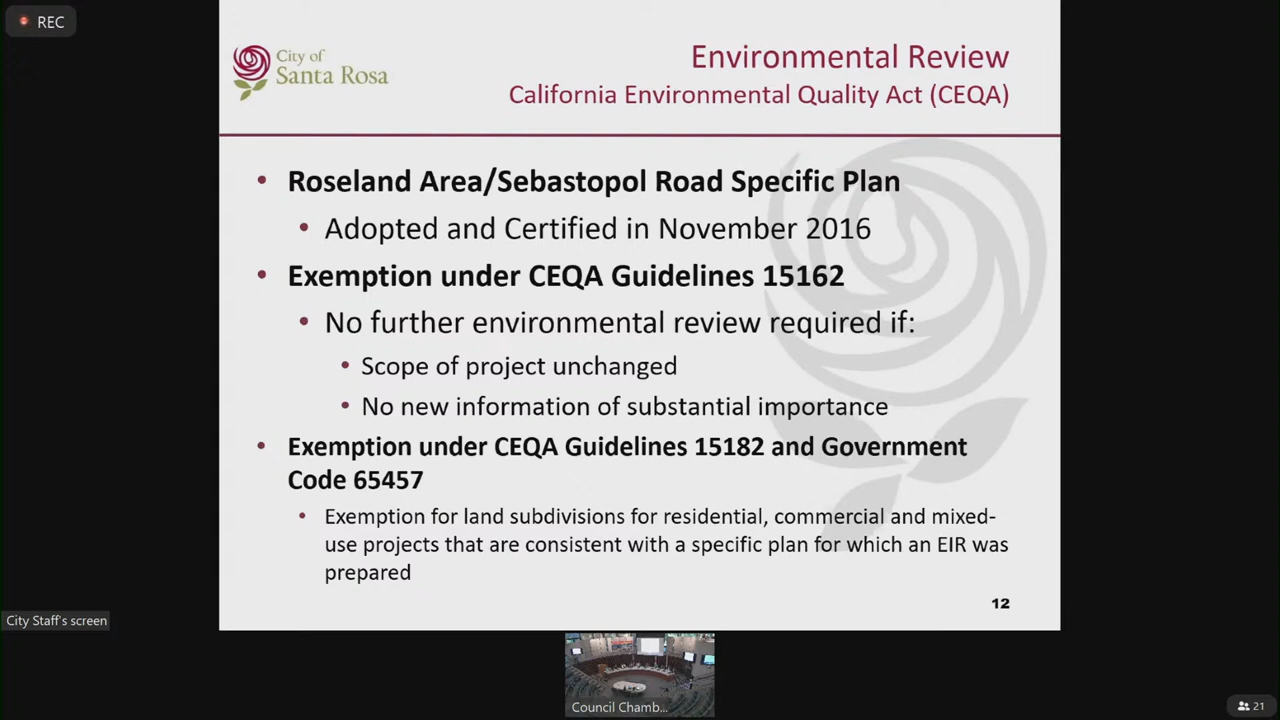 REC
City of
Santa Rosa
Environmental Review
California Environmental Quality Act (CEQA)
• Roseland Area/Sebastopol Road Specific Plan
• Adopted and Certified in November 2016
• Exemption under CEQA Guidelines 15162
• No further environmental review required if:
• Scope of project unchanged
• No new information of substantial importance
• Exemption under CEQA Guidelines 15182 and Government
Code 65457
• Exemption for land subdivisions for residential, commercial and mixed-
use projects that are consistent with a specific plan for which an EIR was
prepared
12
City Staff's screen
Council Chamb...
21